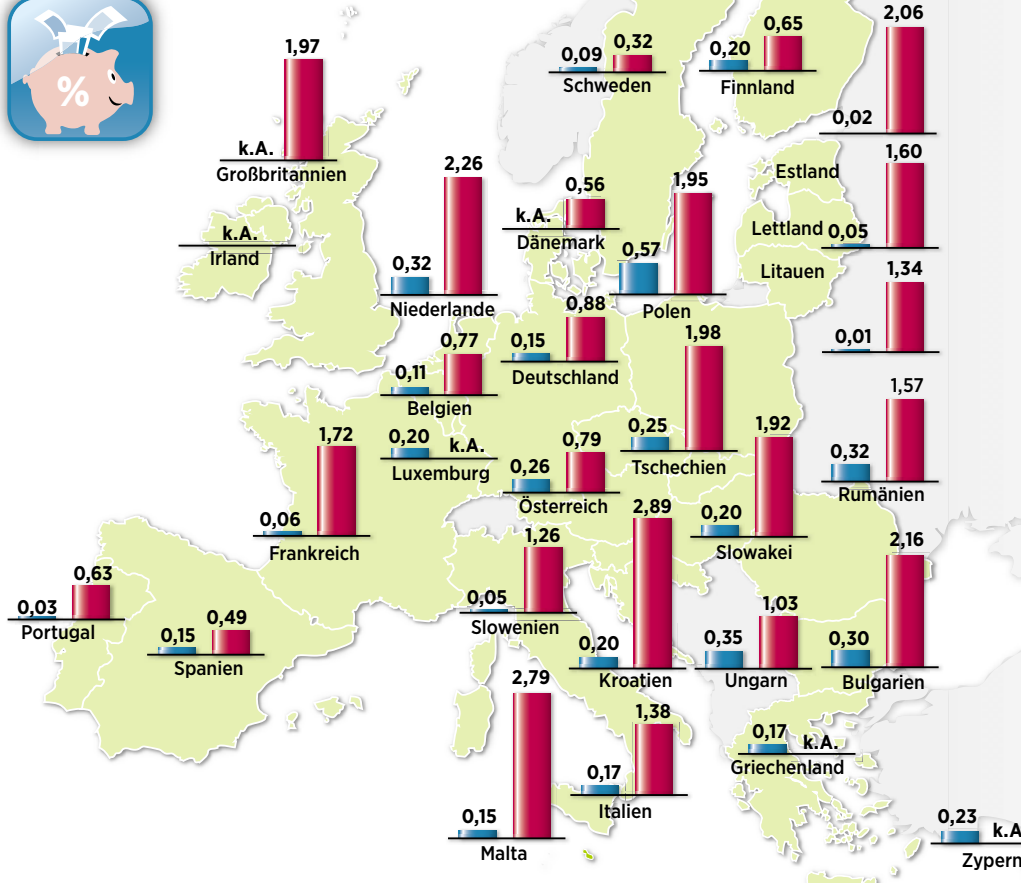 %
1,97
k.A.
Großbritannien
k.A.
Irland
0,09 0,32
Schweden
0,20 0,65
Finnland
2,06
0,02
Estland
1,60
Lettland 0,05
Litauen
1,34
0,01
2,26
0,32
Niederlande
0,56
k.A.
Dänemark
1,95
0,57
Polen
0,88
0,15
Deutschland
0,77
0,11
Belgien
0,20 k.A.
Luxemburg
1,98
0,25
Tschechien
0,79
0,26
Österreich
1,92
0,20
Slowakei
1,57
0,32
Rumänien
1,72
0,06
Frankreich
0,63
0,03
Portugal
0,49
0,15
Spanien
1,26
0,05
Slowenien
2,89
0,20
Kroatien
1,03
0,35
Ungarn
2,16
0,30
Bulgarien
2,79
0,15
Malta
1,38
0,17
Italien
0,17 k.A.
Griechenland
0,23 k.A
Zypern